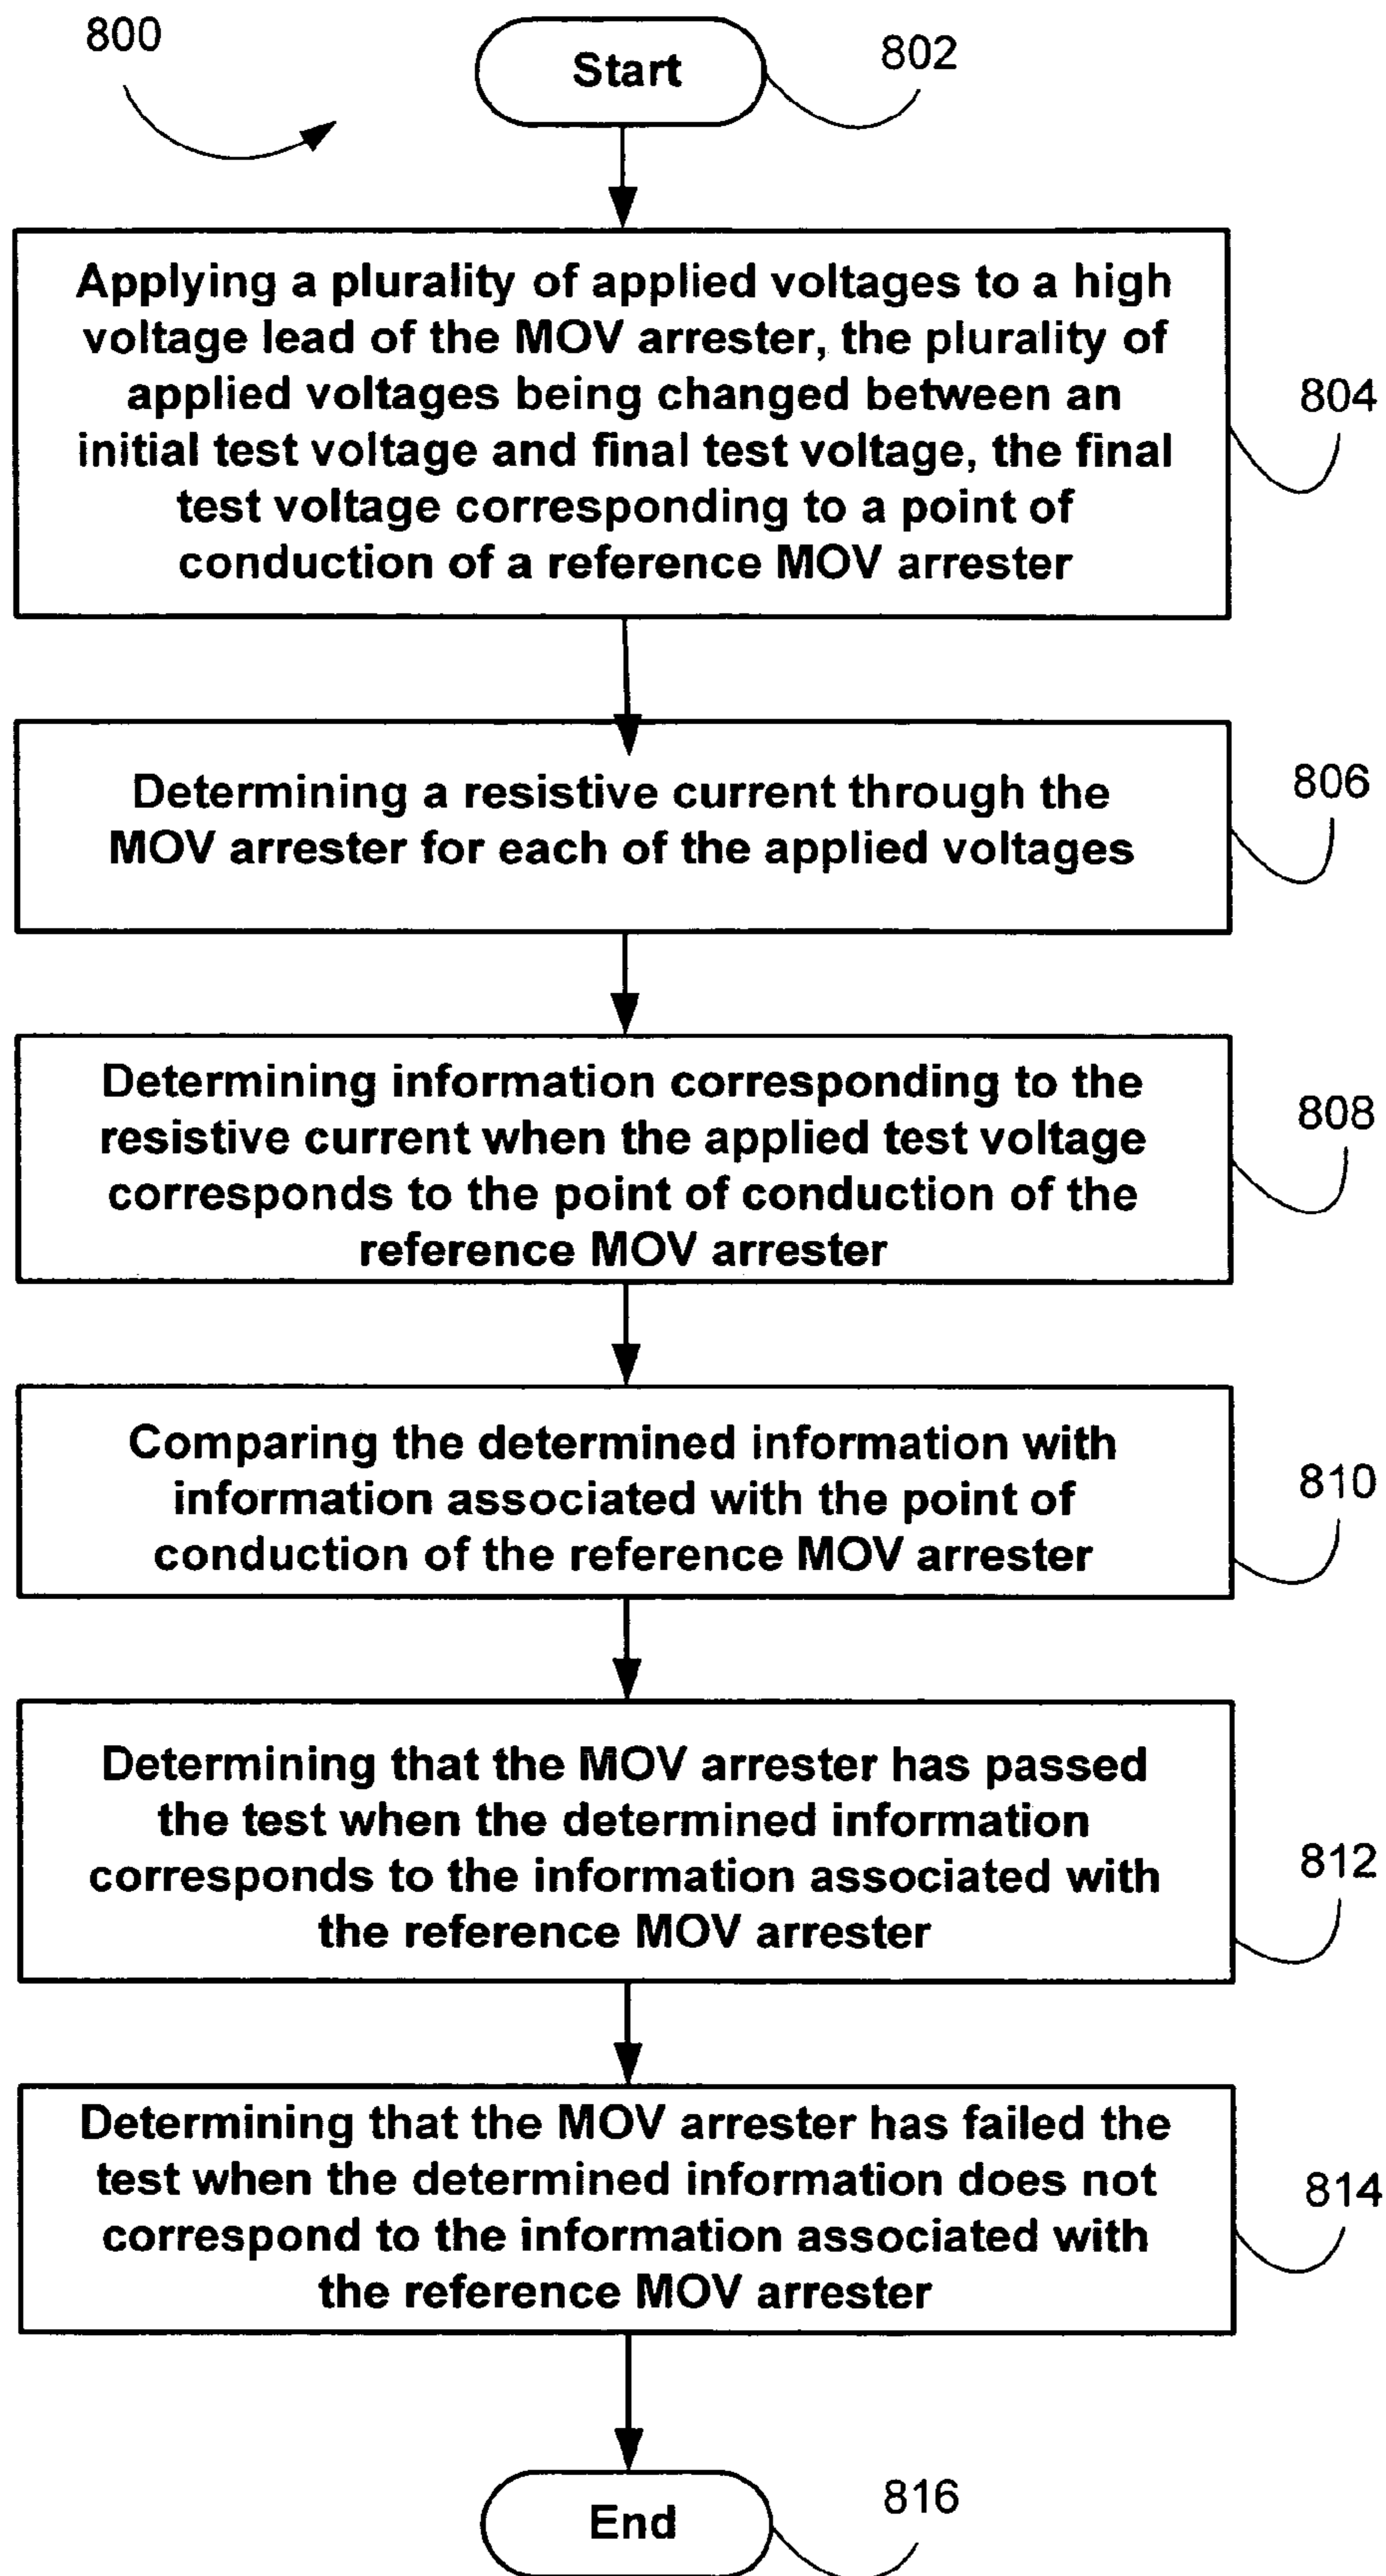 800
Start
802
Applying a plurality of applied voltages to a high
voltage lead of the MOV arrester, the plurality of
applied voltages being changed between an
initial test voltage and final test voltage, the final
test voltage corresponding to a point of
conduction of a reference MOV arrester
804
Determining a resistive current through the
MOV arrester for each of the applied voltages
806
Determining information corresponding to the
resistive current when the applied test voltage
corresponds to the point of conduction of the
reference MOV arrester
808
Comparing the determined information with
information associated with the point of
conduction of the reference MOV arrester
810
Determining that the MOV arrester has passed
the test when the determined information
corresponds to the information associated with
the reference MOV arrester
812
Determining that the MOV arrester has failed the
test when the determined information does not
correspond to the information associated with
the reference MOV arrester
814
End
816